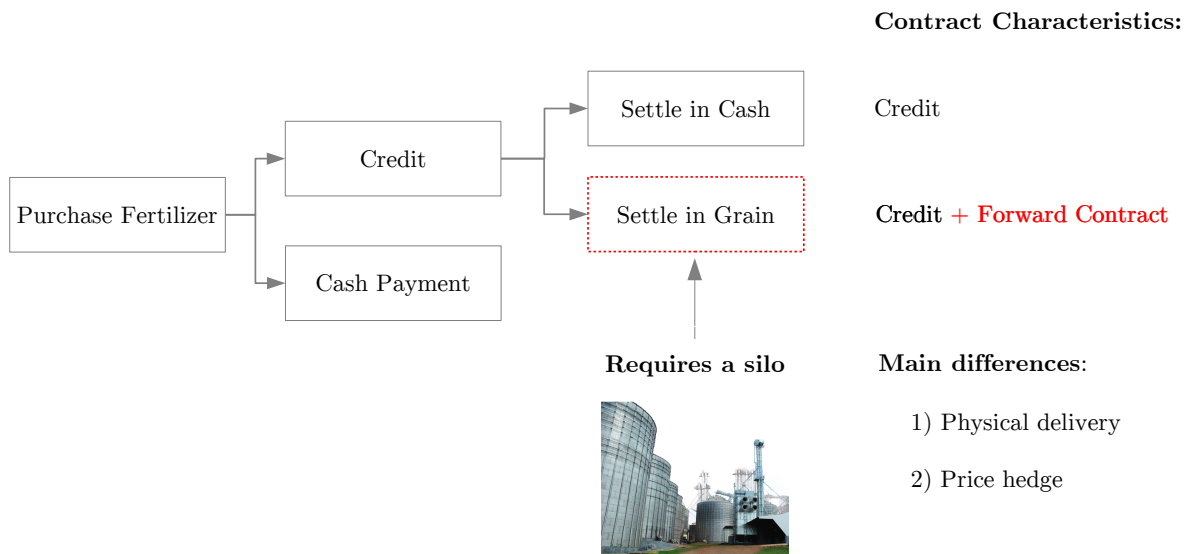 Contract Characteristics:
Settle in Cash
Credit
Credit
Purchase Fertilizer
Settle in Grain
Credit + Forward Contract
Cash Payment
Requires a silo
Main differences:
1) Physical delivery
2) Price hedge